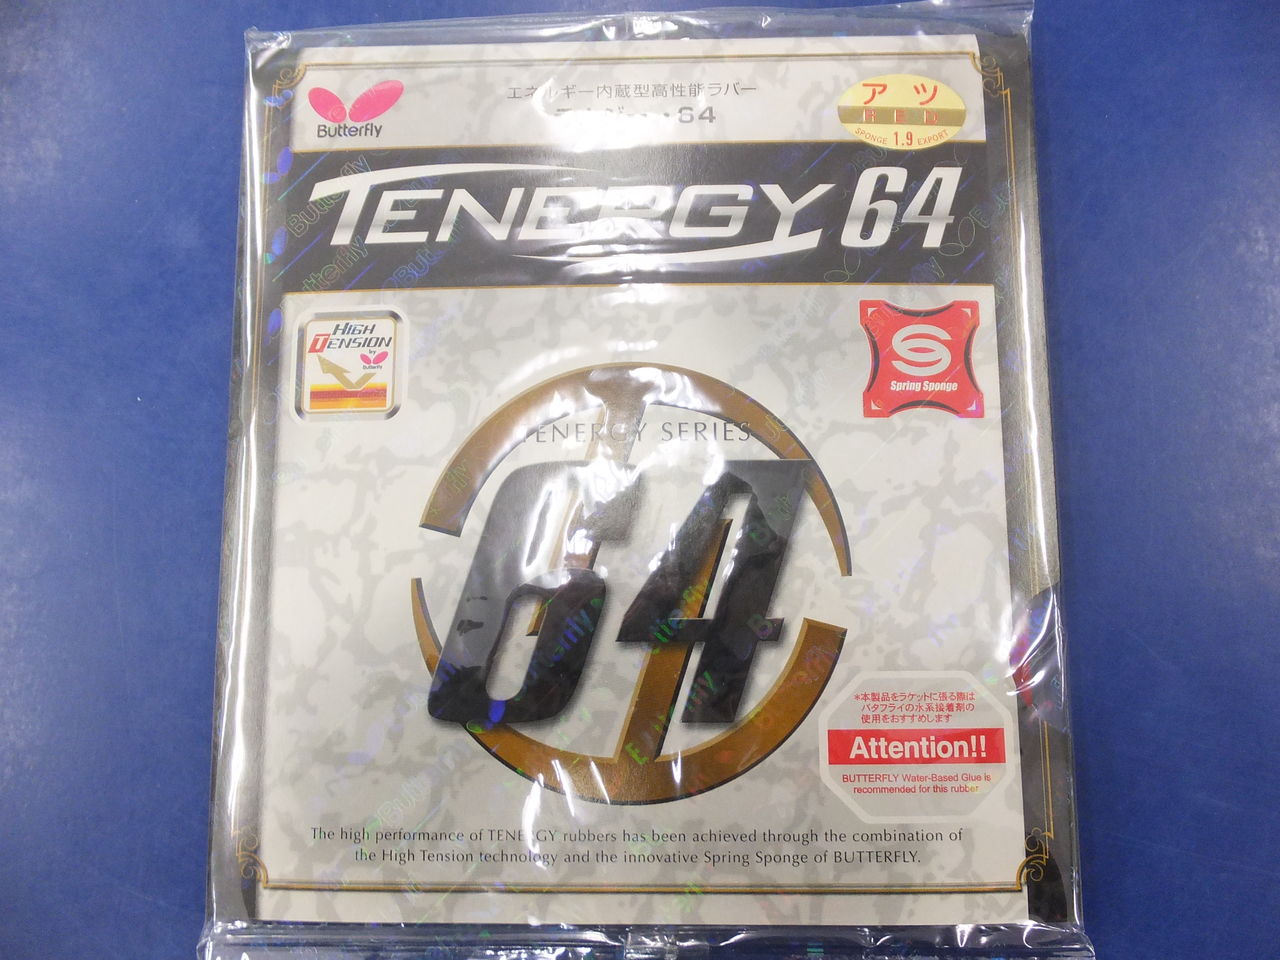 エネルギー内蔵型高性能ラバー
テナジー・64
Butterfly
アツ
RED
SPONGE 1.9 EXPORT
TENERGY 64
HIGH
TENSION
by
Butterfly
Spring Sponge
TENERGY SERIES
64
*本製品をラケットに張る際は
バタフライの水系接着剤の
使用をおすすめします
Attention!!
BUTTERFLY Water-Based Glue is
recommended for this rubber
The high performance of TENERGY rubbers has been achieved through the combination of
the High Tension technology and the innovative Spring Sponge of BUTTERFLY.